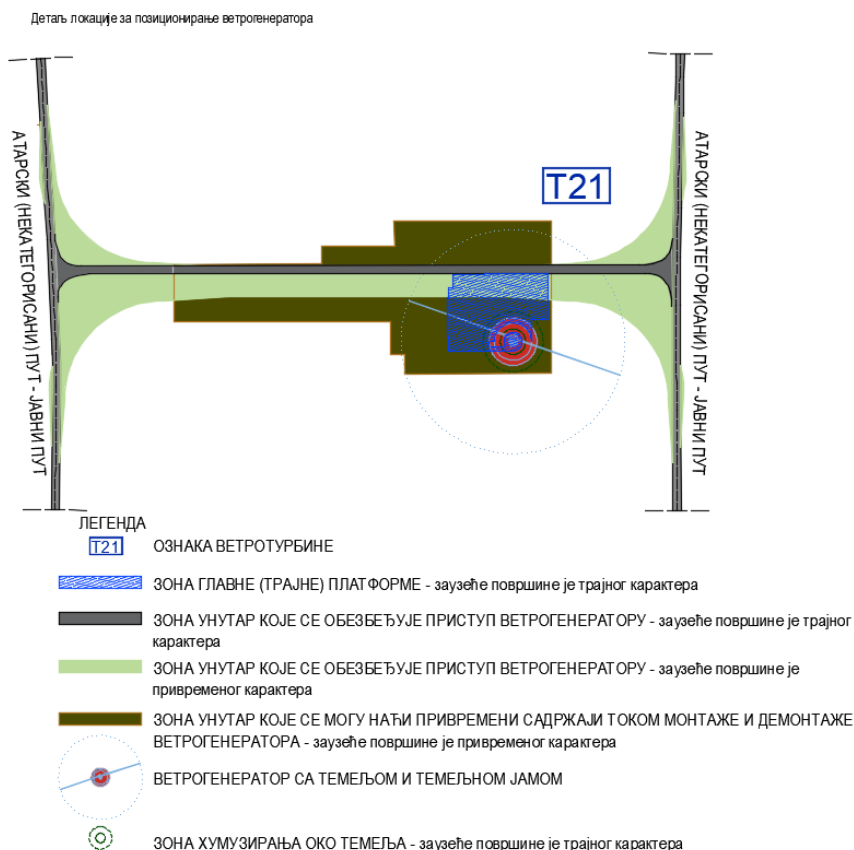 Детаљ локације за позиционирање ветрогенератора
Т21
АТАРСКИ (НЕКАТЕГОРИСАНИ) ПУТ - ЈАВНИ ПУТ
АТАРСКИ (НЕКАТЕГОРИСАНИ) ПУТ - ЈАВНИ ПУТ
ЛЕГЕНДА
Т21 ОЗНАКА ВЕТРОТУРБИНЕ
ЗОНА ГЛАВНЕ (ТРАЈНЕ) ПЛАТФОРМЕ - заузеће површине је трајног карактера
ЗОНА УНУТАР КОЈЕ СЕ ОБЕЗБЕЂУЈЕ ПРИСТУП ВЕТРОГЕНЕРАТОРУ - заузеће површине је трајног
карактера
ЗОНА УНУТАР КОЈЕ СЕ ОБЕЗБЕЂУЈЕ ПРИСТУП ВЕТРОГЕНЕРАТОРУ - заузеће површине је
привременог карактера
ЗОНА УНУТАР КОЈЕ СЕ МОГУ НАЋИ ПРИВРЕМЕНИ САДРЖАЈИ ТОКОМ МОНТАЖЕ И ДЕМОНТАЖЕ
ВЕТРОГЕНЕРАТОРА - заузеће површине је привременог карактера
ВЕТРОГЕНЕРАТОР СА ТЕМЕЉОМ И ТЕМЕЉНОМ ЈАМОМ
ЗОНА ХУМУЗИРАЊА ОКО ТЕМЕЉА - заузеће површине је трајног карактера